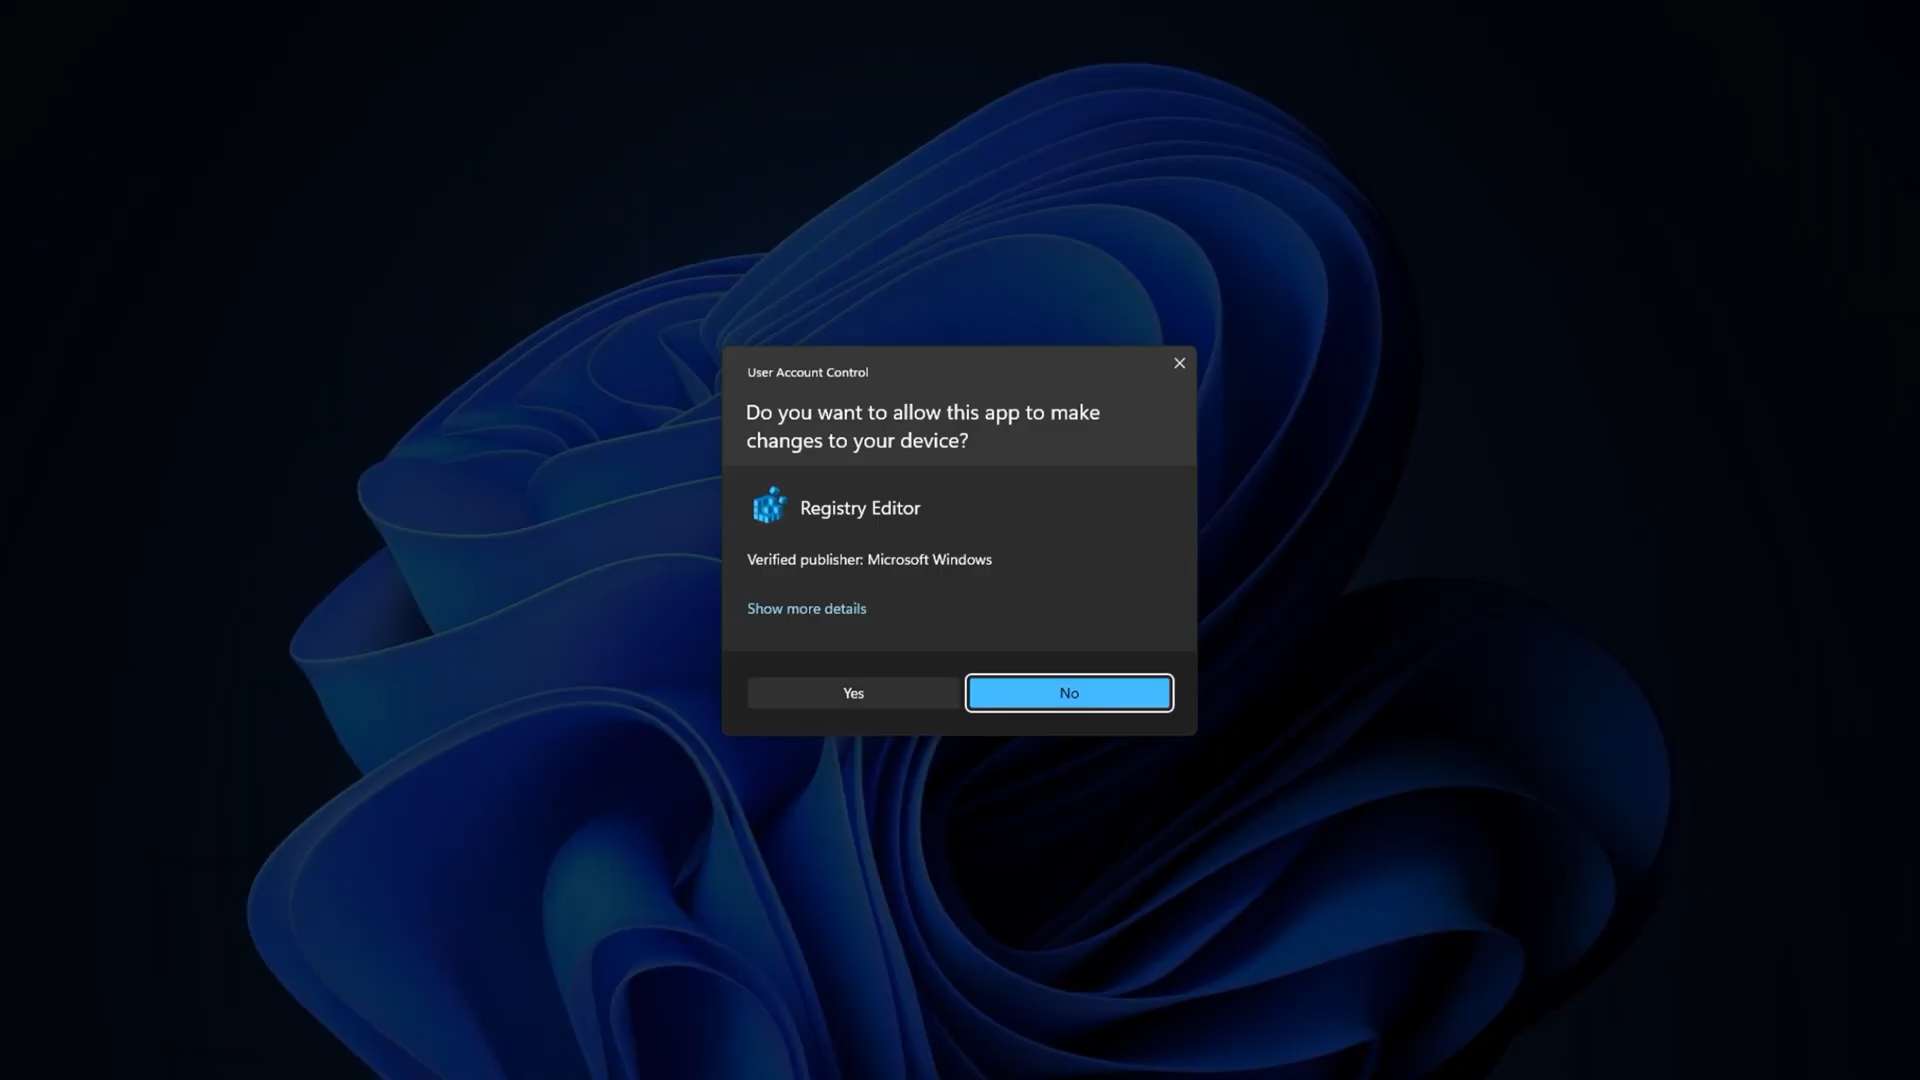 User Account Control
Do you want to allow this app to make
changes to your device?
Registry Editor
Verified publisher: Microsoft Windows
Show more details
Yes
No